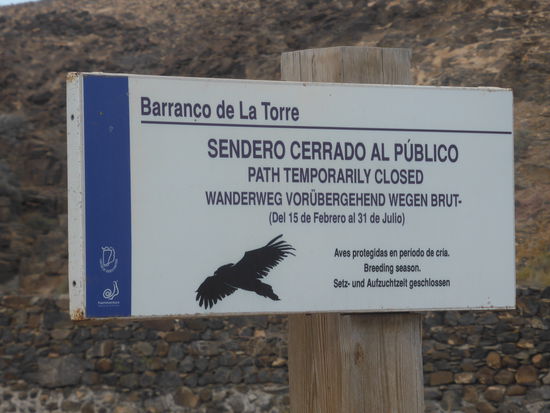 Barranco de La Torre
SENDERO CERRADO AL PÚBLICO
PATH TEMPORARILY CLOSED
WANDERWEG VORÜBERGEHEND WEGEN BRUT-
(Del 15 de Febrero al 31 de Julio)
Aves protegidas en período de cría.
Breeding season.
Setz- und Aufzuchtzeit geschlossen